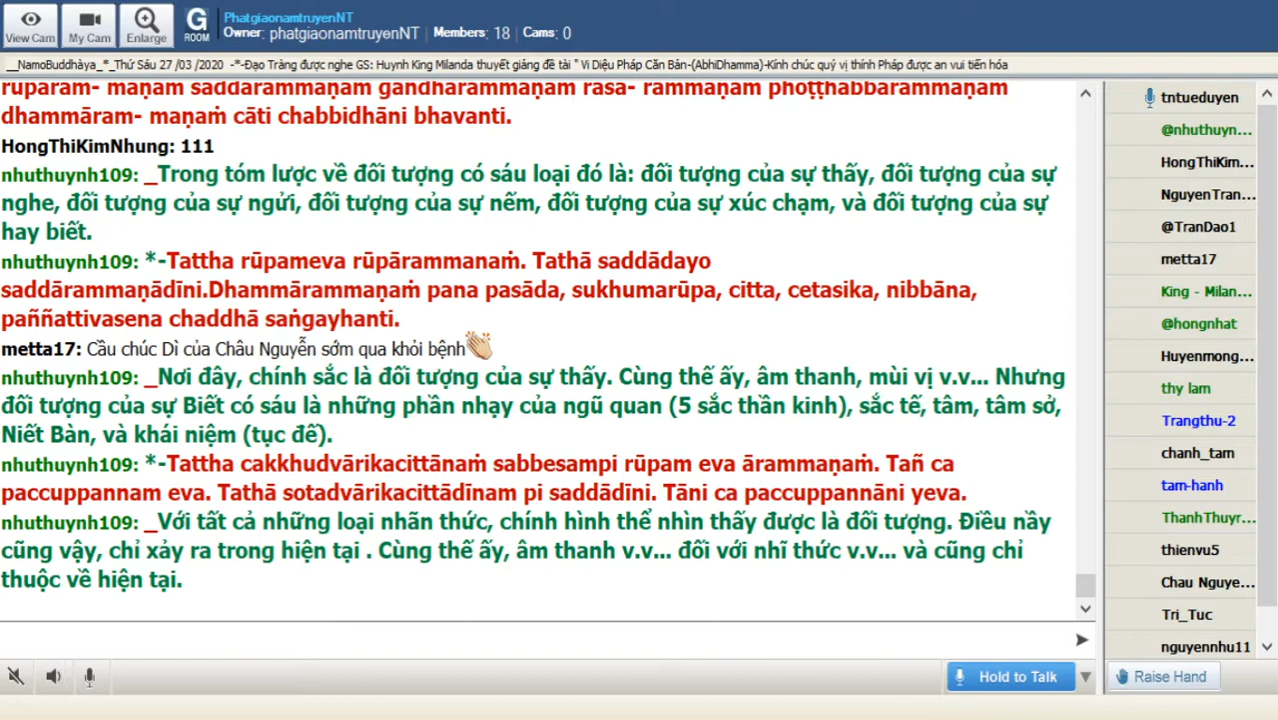 View Cam
My Cam
Enlarge
G
ROOM
PhatgiaonamtruyenNT
Owner: phatgiaonamtruyenNT | Members: 18 | Cams: 0
__NamoBuddhàya_*_Thứ Sáu 27 /03 /2020 -*-Đạo Tràng được nghe GS: Huynh King Milanda thuyết giảng đề tài " Vi Diệu Pháp Căn Bản-(AbhiDhamma)-Kính chúc quý vị thính Pháp được an vui tiến hóa
rūpāram- maṇaṁ saddārammaṇaṁ gandhārammaṇaṁ rasā- rammaṇaṁ phoṭṭhabbārammaṇaṁ
dhammāram- maṇaṁ cāti chabbidhāni bhavanti.
HongThiKimNhung: 111
nhuthuynh109: _Trong tóm lược về đối tượng có sáu loại đó là: đối tượng của sự thấy, đối tượng của sự
nghe, đối tượng của sự ngửi, đối tượng của sự nếm, đối tượng của sự xúc chạm, và đối tượng của sự
hay biết.
nhuthuynh109: *-Tattha rūpameva rūpārammanaṁ. Tathā saddādayo
saddārammaṇādīni.Dhammārammaṇaṁ pana pasāda, sukhumarūpa, citta, cetasika, nibbāna,
paññattivasena chaddhā saṅgayhanti.
metta17: Cầu chúc Dì của Châu Nguyễn sớm qua khỏi bệnh
nhuthuynh109: _Nơi đây, chính sắc là đối tượng của sự thấy. Cùng thế ấy, âm thanh, mùi vị v.v... Nhưng
đối tượng của sự Biết có sáu là những phần nhạy của ngũ quan (5 sắc thần kinh), sắc tế, tâm, tâm sở,
Niết Bàn, và khái niệm (tục đế).
nhuthuynh109: *-Tattha cakkhudvārikacittānaṁ sabbesampi rūpam eva ārammaṇaṁ. Tañ ca
paccuppannam eva. Tathā sotadvārikacittādīnam pi saddādīni. Tāni ca paccuppannāni yeva.
nhuthuynh109: _Với tất cả những loại nhãn thức, chính hình thể nhìn thấy được là đối tượng. Điều nầy
cũng vậy, chỉ xảy ra trong hiện tại . Cùng thế ấy, âm thanh v.v... đối với nhĩ thức v.v... và cũng chỉ
thuộc về hiện tại.
tntueduyen
@nhuthuyn...
HongThiKim...
NguyenTran...
@TranDao1
metta17
King - Milan...
@hongnhat
Huyenmong...
thy lam
Trangthu-2
chanh_tam
tam-hanh
ThanhThuyr...
thienvu5
Chau Nguye...
Tri_Tuc
nguyennhu11
Hold to Talk
Raise Hand